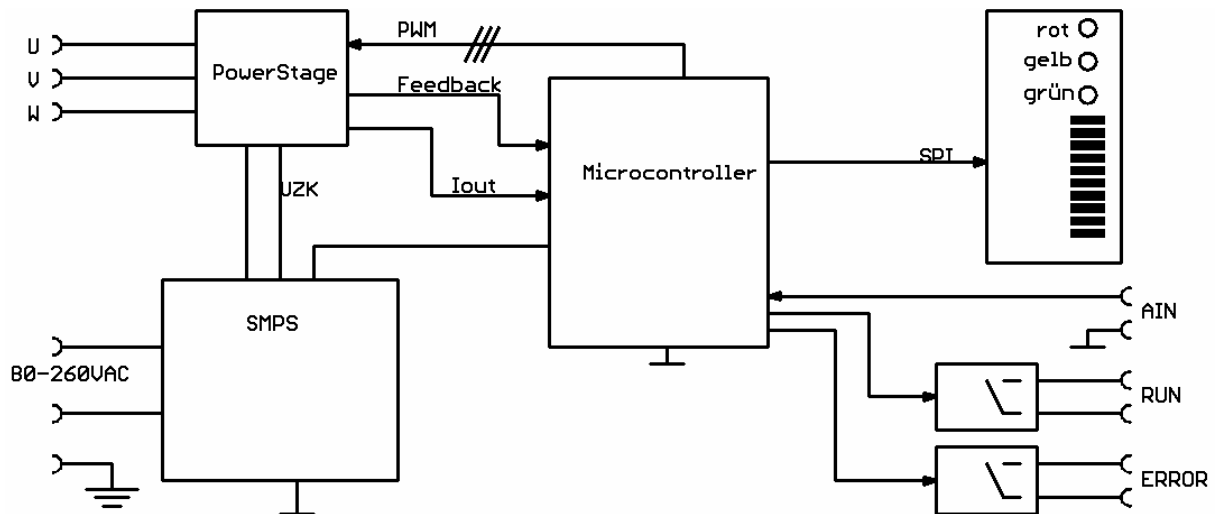 PWM
rot
U
gelb
PowerStage
V
Feedback
grün
W
SPI
Microcontroller
UZK
Iout
AIN
SMPS
80-260VAC
RUN
ERROR